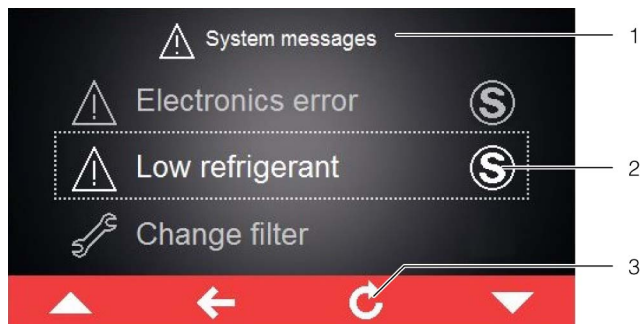 System messages 1
Electronics error S
Low refrigerant S 2
Change filter
3